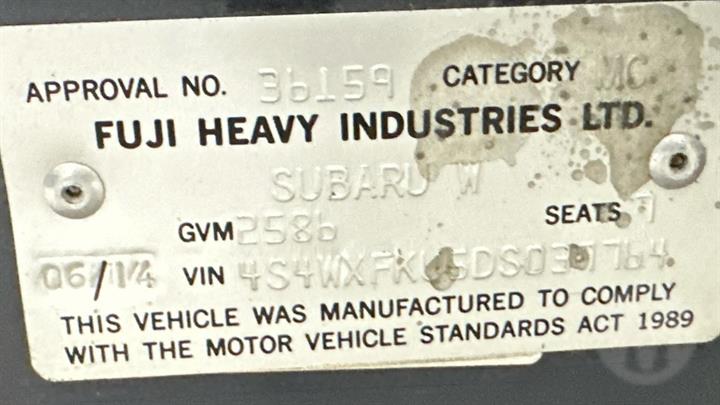 APPROVAL NO. 36159 CATEGORY MC
FUJI HEAVY INDUSTRIES LTD.
SUBARU W
GVM 2586 SEATS 7
06/14 VIN
THIS VEHICLE WAS MANUFACTURED TO COMPLY
WITH THE MOTOR VEHICLE STANDARDS ACT 1989